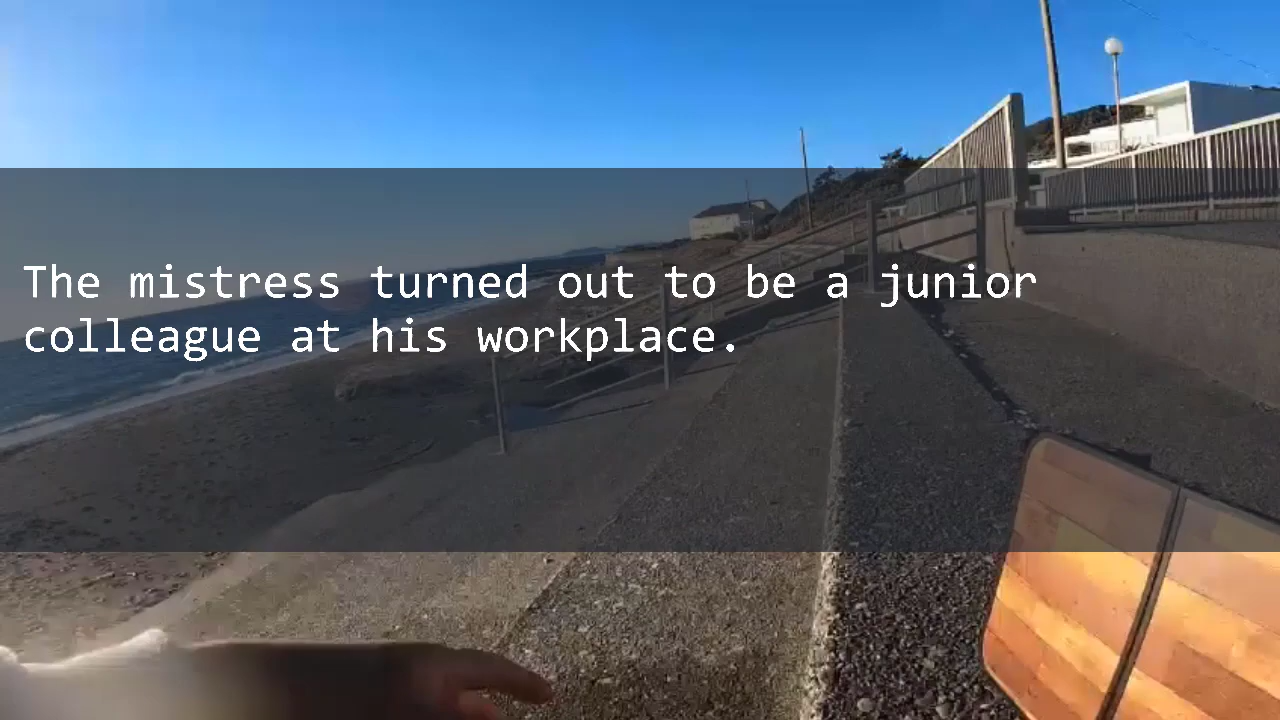 The mistress turned out to be a junior
colleague at his workplace.